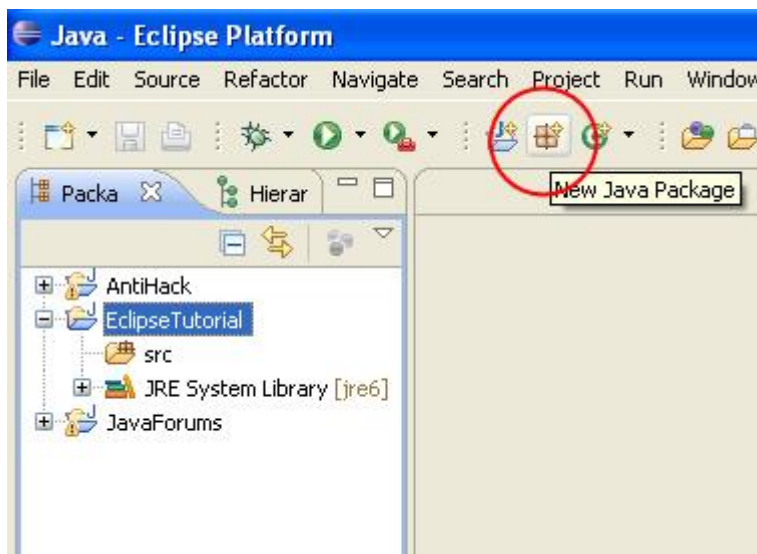 Java - Eclipse Platform
File Edit Source Refactor Navigate Search Project Run Window
Packa Hierar
New Java Package
AntiHack
EclipseTutorial
src
JRE System Library [jre6]
JavaForums